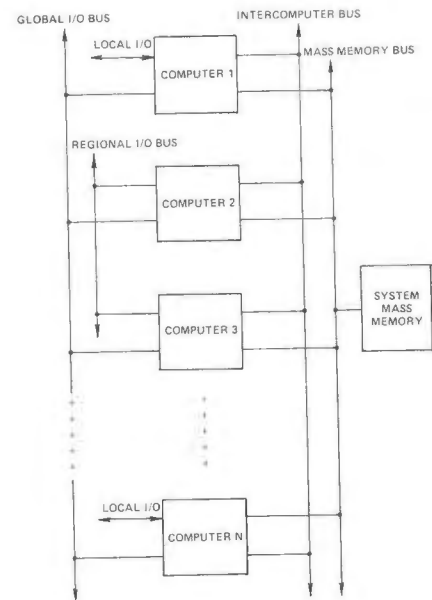 INTERCOMPUTER BUS
GLOBAL I/O BUS
LOCAL I/O
MASS MEMORY BUS
COMPUTER 1
REGIONAL I/O BUS
COMPUTER 2
SYSTEM
MASS
MEMORY
COMPUTER 3
LOCAL I/O
COMPUTER N